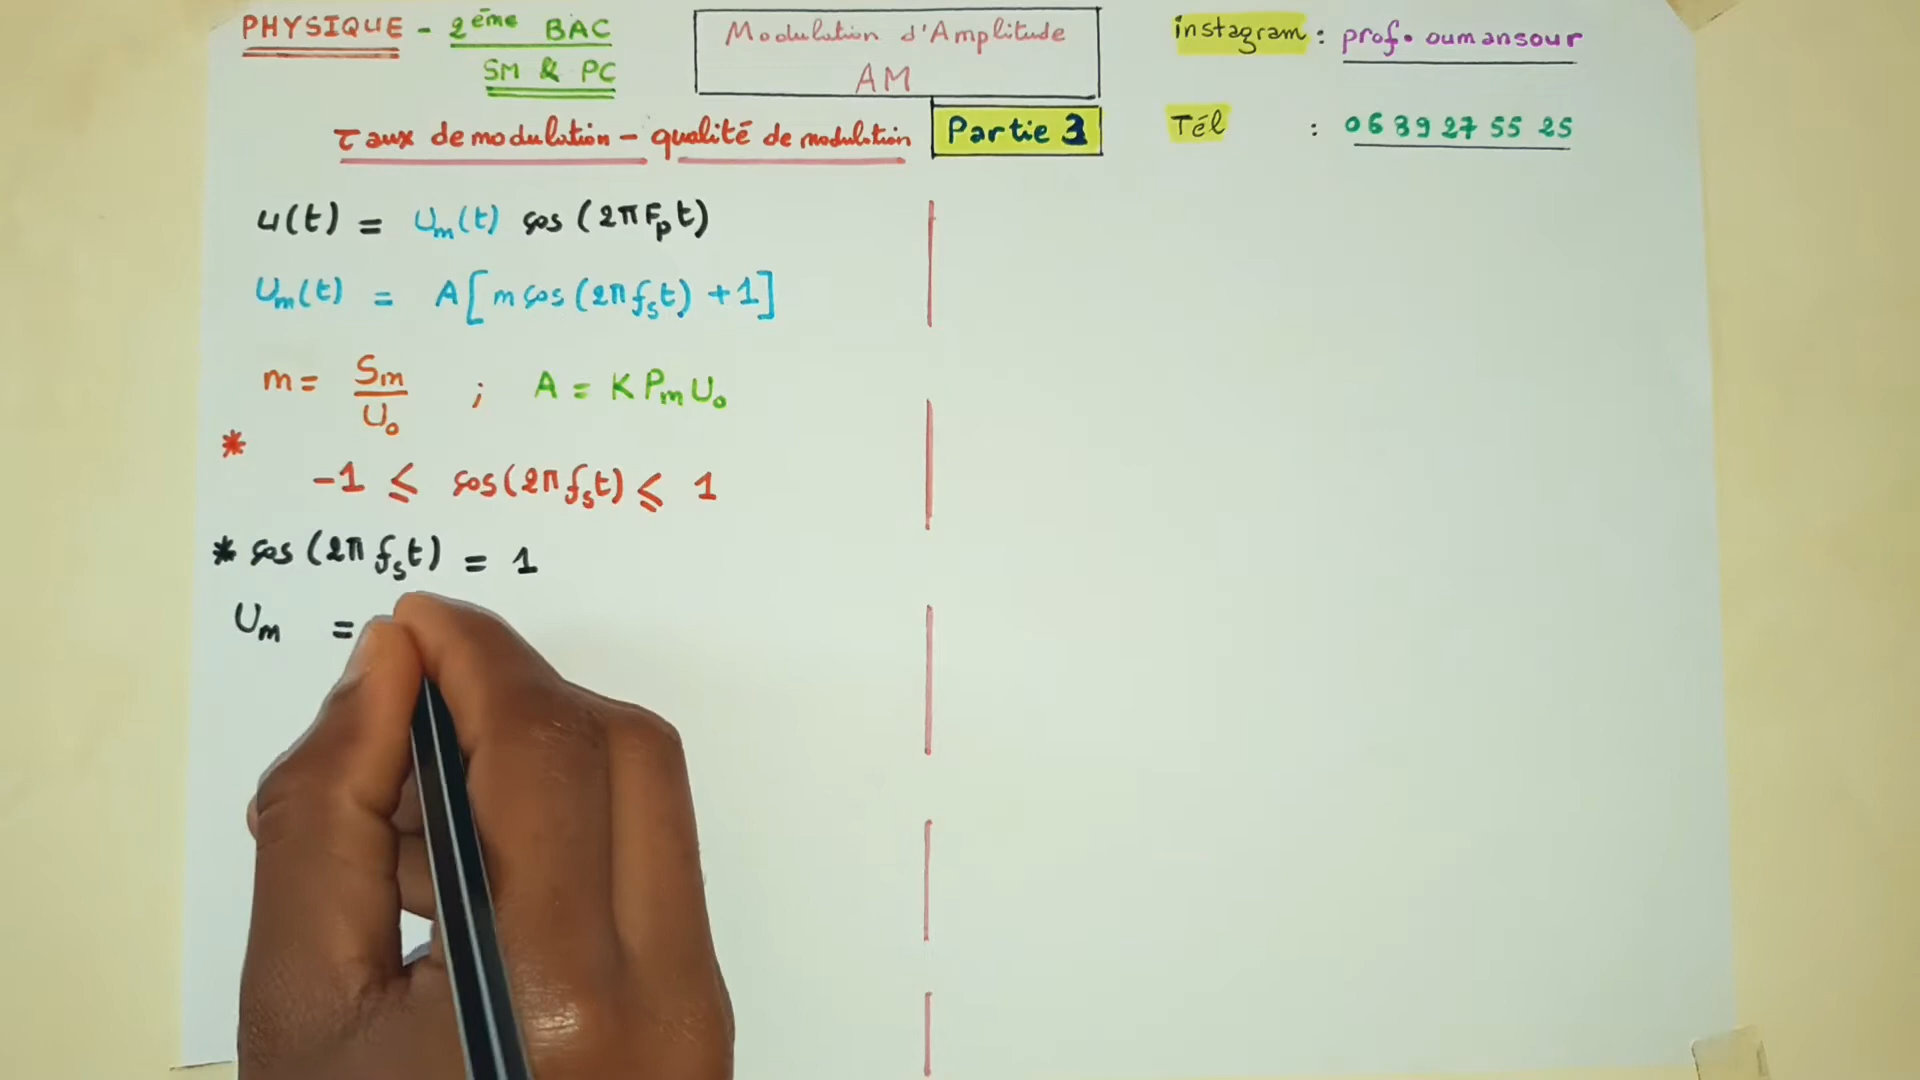 PHYSIQUE - 2ème BAC
SM & PC
Modulation d'Amplitude
AM
Taux de modulation - qualité de modulation
Partie 3
instagram : prof. oumansour
Tél : 06 89 27 55 25
u(t) = Um(t) cos (2πFpt)
Um(t) = A[m cos (2πfst) + 1]
m = Sm/U₀ ; A = K Pm U₀
*
-1 ≤ cos(2πfst) ≤ 1
* cos (2πfst) = 1
Um =